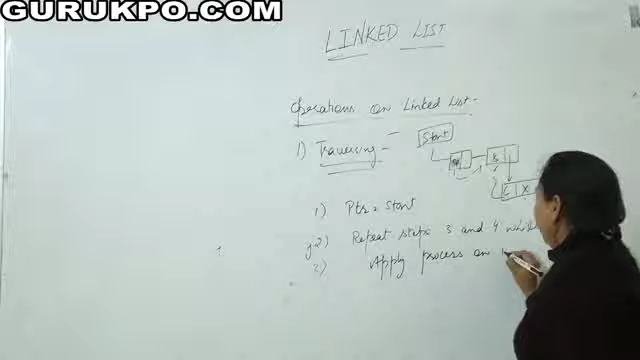 GURUKPO.COM
LINKED LIST
Operations on Linked List -
1) Traversing - Start
E X
1) Ptr = Start
2) Repeat steps 3 and 4 while
3) Apply process on